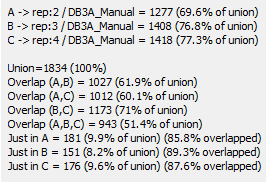 A -> rep:2 / DB3A_Manual = 1277 (69.6% of union)
B -> rep:3 / DB3A_Manual = 1408 (76.8% of union)
C -> rep:4 / DB3A_Manual = 1418 (77.3% of union)
Union=1834 (100%)
Overlap (A,B) = 1027 (61.9% of union)
Overlap (A,C) = 1012 (60.1% of union)
Overlap (B,C) = 1173 (71% of union)
Overlap (A,B,C) = 943 (51.4% of union)
Just in A = 181 (9.9% of union) (85.8% overlapped)
Just in B = 151 (8.2% of union) (89.3% overlapped)
Just in C = 176 (9.6% of union) (87.6% overlapped)